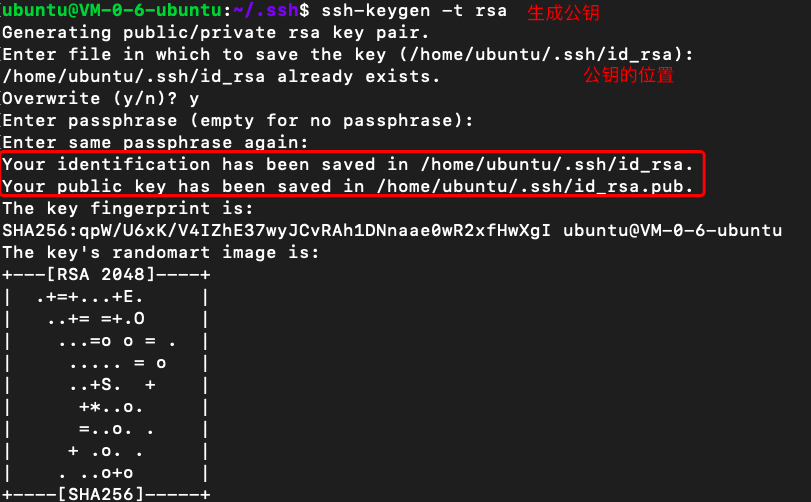 ubuntu@VM-0-6-ubuntu:~/.ssh$ ssh-keygen -t rsa 生成公钥
Generating public/private rsa key pair.
Enter file in which to save the key (/home/ubuntu/.ssh/id_rsa):
/home/ubuntu/.ssh/id_rsa already exists. 公钥的位置
Overwrite (y/n)? y
Enter passphrase (empty for no passphrase):
Enter same passphrase again:
Your identification has been saved in /home/ubuntu/.ssh/id_rsa.
Your public key has been saved in /home/ubuntu/.ssh/id_rsa.pub.
The key fingerprint is:
SHA256:qpW/U6xK/V4IZhE37wyJCvRAh1DNnaae0wR2xfHwXgI ubuntu@VM-0-6-ubuntu
The key's randomart image is:
+---[RSA 2048]----+
|  .+=+...+E.     |
|   ..+= =+.O     |
|    ...=o o = .  |
|     ..... = o   |
|     ..+S.  +    |
|      +*..o.     |
|      =..o. .    |
|     + .o. .     |
|    . ..o+o      |
+----[SHA256]-----+